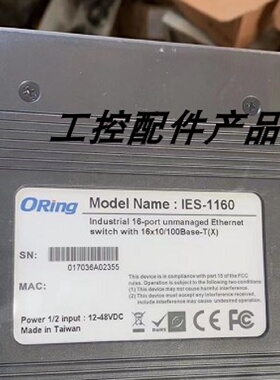 工控配件产品
ORing
Model Name : IES-1160
Industrial 16-port unmanaged Ethernet
switch with 16x10/100Base-T(X)
SN:
017036A02355
MAC:
This device is in compliance with part 15 of the FCC
rules. Operation is subject to the following
conditions:
(1) This device may not cause harmful interference
(2) This device must accept any interference
received, including interference that may cause
undesired operation.
Power 1/2 input : 12-48VDC
Made in Taiwan
FC
CE